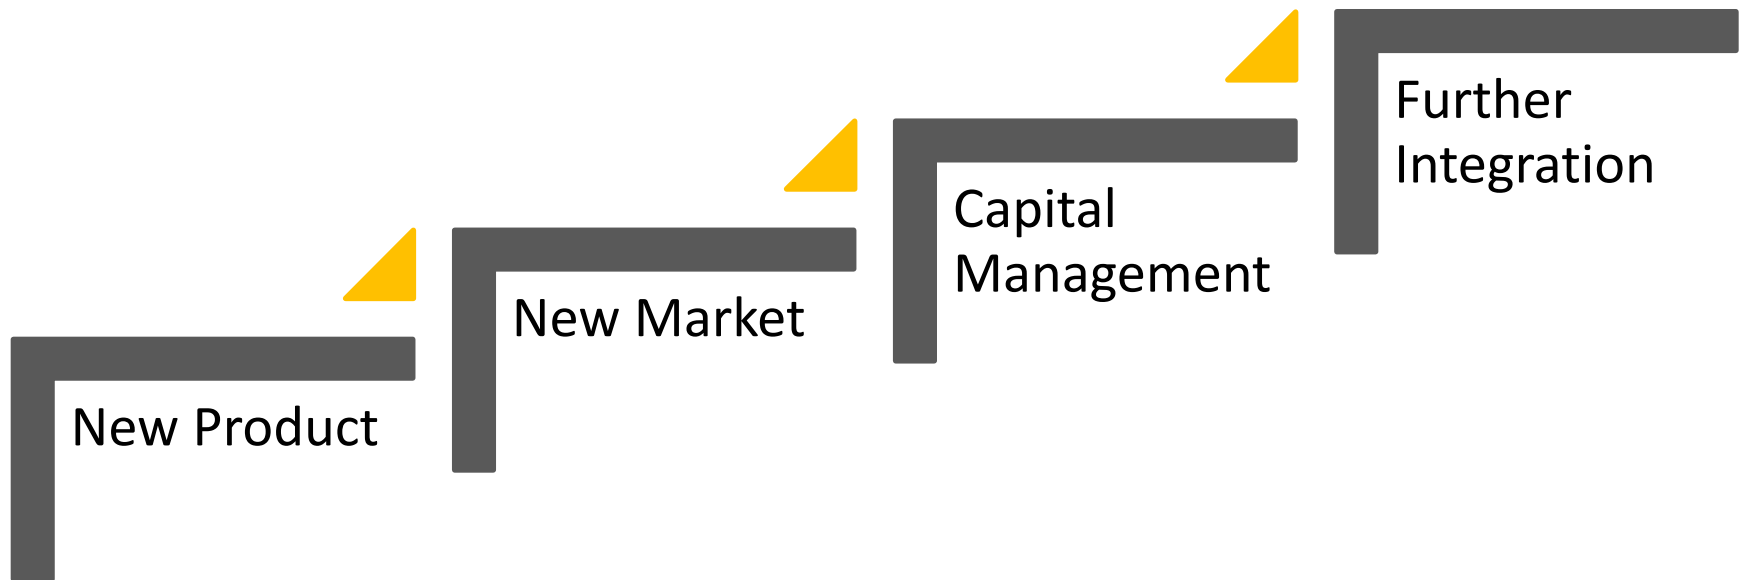 New Product
New Market
Capital
Management
Further
Integration